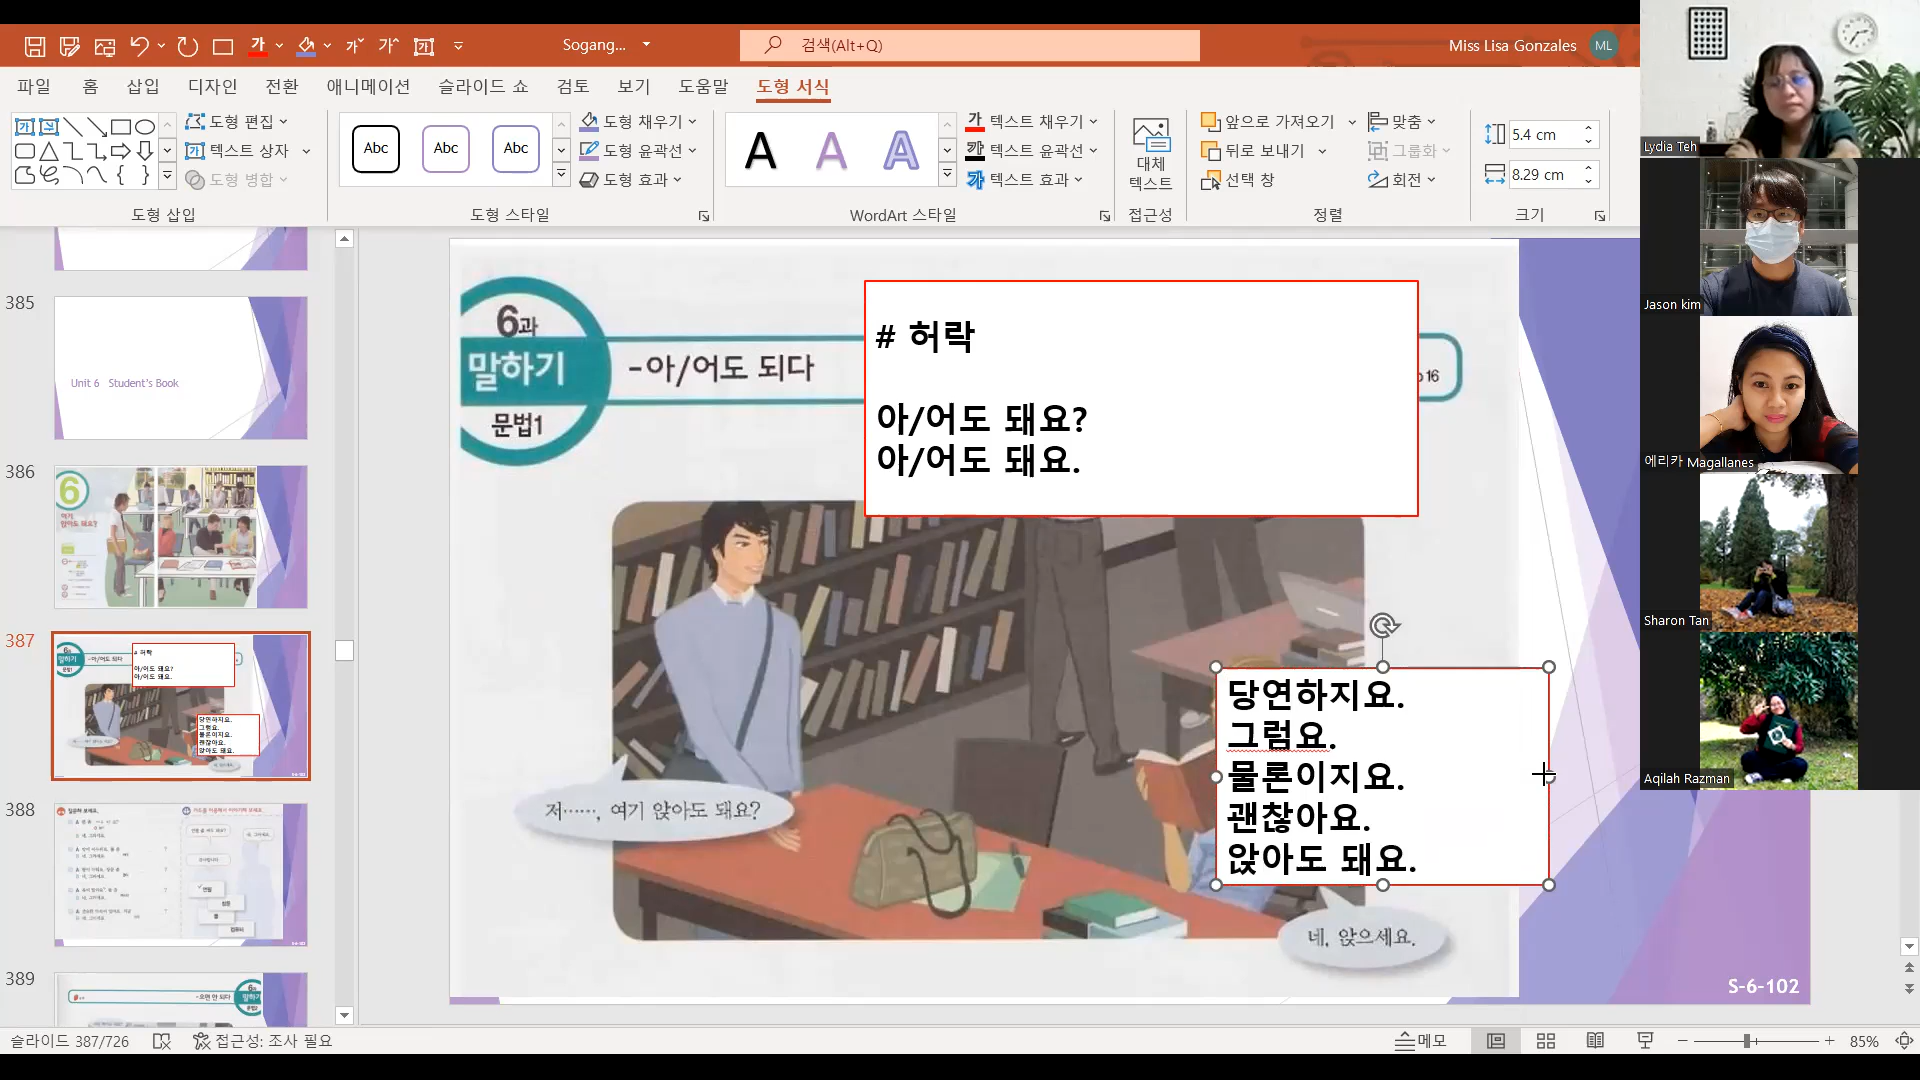 Sogang...
검색(Alt+Q)
Miss Lisa Gonzales
ML
파일 홈 삽입 디자인 전환 애니메이션 슬라이드 쇼 검토 보기 도움말 도형 서식
도형 편집
텍스트 상자
도형 병합
도형 삽입
Abc Abc Abc
도형 채우기
도형 윤곽선
도형 효과
도형 스타일
A A A
텍스트 채우기
텍스트 윤곽선
텍스트 효과
WordArt 스타일
대체
텍스트
접근성
앞으로 가져오기
뒤로 보내기
선택 창
맞춤
그룹화
회전
정렬
5.4 cm
8.29 cm
크기
385
Unit 6 Student's Book
386
6
여기
앉아도 돼요?
387
388
389
6과
말하기
문법1
-아/어도 되다
16
# 허락
아/어도 돼요?
아/어도 돼요.
저······, 여기 앉아도 돼요?
당연하지요.
그럼요.
물론이지요.
괜찮아요.
앉아도 돼요.
네, 앉으세요.
S-6-102
Lydia Teh
Jason kim
에리카 Magallanes
Sharon Tan
Aqilah Razman
슬라이드 387/726
접근성: 조사 필요
메모
85%